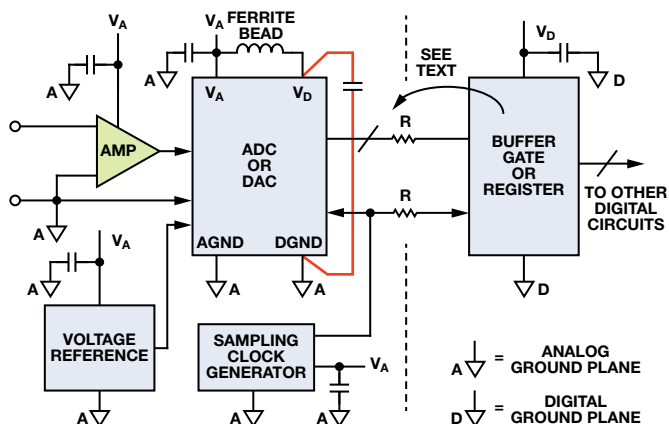 FERRITE
BEAD
VA
VA
VD
SEE
TEXT
A
A
VA
VD
D
R
AMP
ADC
OR
DAC
BUFFER
GATE
OR
REGISTER
R
TO OTHER
DIGITAL
CIRCUITS
A
VA
AGND
DGND
A
A
A
D
VOLTAGE
REFERENCE
SAMPLING
CLOCK
GENERATOR
VA
A
A
A
A = ANALOG
GROUND PLANE
D = DIGITAL
GROUND PLANE